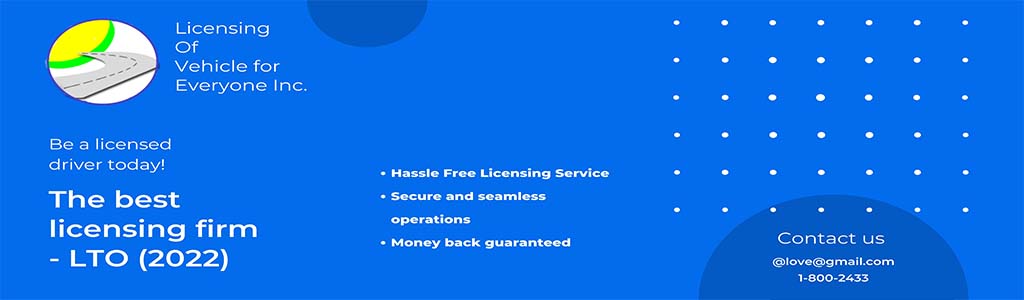 Licensing
Of
Vehicle for
Everyone Inc.
Be a licensed
driver today!
The best
licensing firm
- LTO (2022)
• Hassle Free Licensing Service
• Secure and seamless
operations
• Money back guaranteed
Contact us
@love@gmail.com
1-800-2433